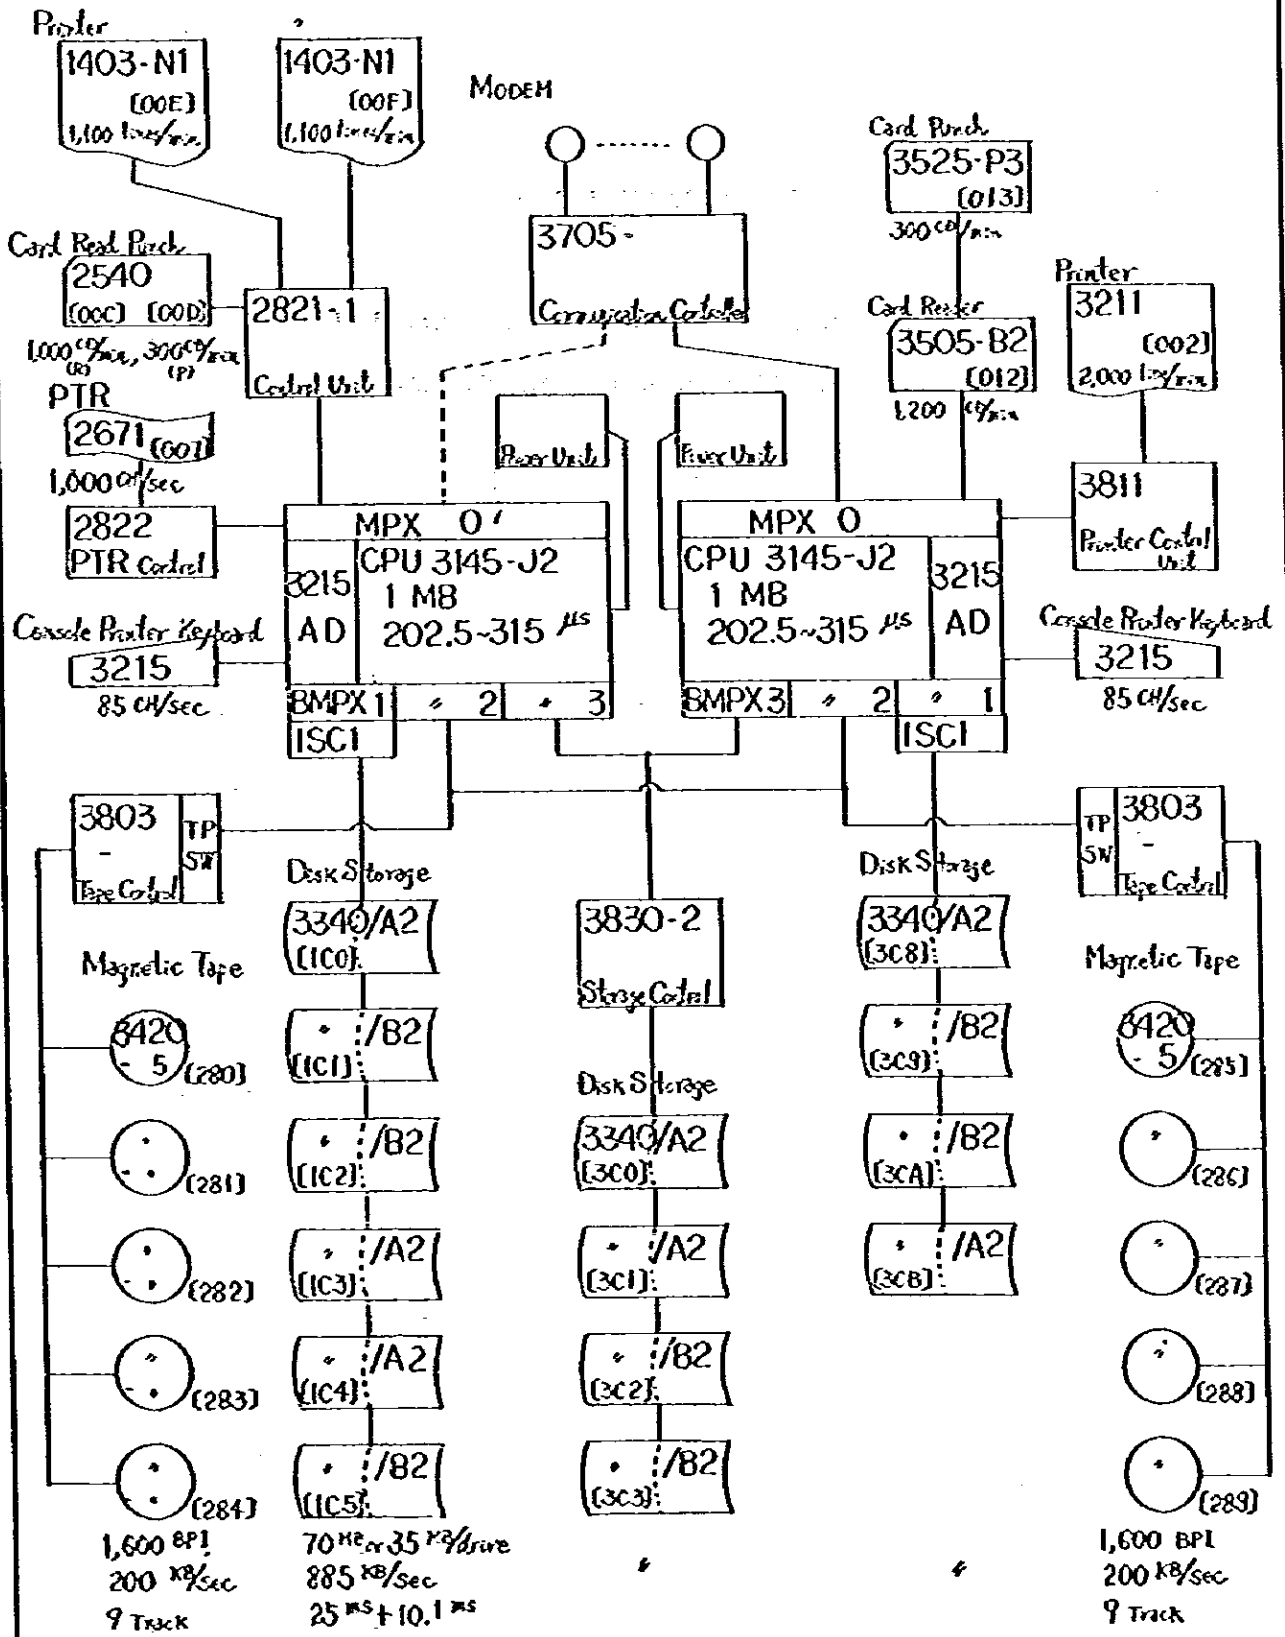 Printer
〃
1403-N1
[00E]
1,100 lines/min
1403-N1
[00F]
1,100 lines/min
MODEM
Card Punch
3525-P3
[013]
300 CD/min
3705-
Communication Controller
Card Read Punch
2540
[00C] [00D]
1,000 CD/min, 300 CD/min
(R) (P)
2821-1
Control Unit
Card Reader
3505-B2
[012]
1,200 CD/min
Printer
3211
[002]
2,000 lines/min
PTR
2671
1,000 CH/sec
Power Unit
Power Unit
3811
Printer Control
Unit
2822
PTR Control
MPX 0
CPU 3145-J2
1 MB
202.5~315 μs
3215
AD
BMPX1
〃 2
〃 3
ISC1
MPX 0
CPU 3145-J2
1 MB
202.5~315 μs
3215
AD
BMPX3
〃 2
〃 1
ISC1
Console Printer Keyboard
3215
85 CH/sec
Console Printer Keyboard
3215
85 CH/sec
3803
-
Tape Control
TP
SW
TP
SW
3803
-
Tape Control
Magnetic Tape
3420
- 5 (280)
〃
- 〃 (281)
〃
- 〃 (282)
〃
- 〃 (283)
〃
- 〃 (284)
1,600 BPI
200 KB/sec
9 Track
Disk Storage
3340/A2
[1C0]
〃 /B2
[1C1]
〃 /B2
[1C2]
〃 /A2
[1C3]
〃 /A2
[1C4]
〃 /B2
[1C5]
70 MB or 35 MB/drive
885 KB/sec
25 ms + 10.1 ms
3830-2
Storage Control
Disk Storage
3340/A2
[3C0]
〃 /A2
[3C1]
〃 /B2
[3C2]
〃 /B2
[3C3]
〃
Disk Storage
3340/A2
[3C8]
〃 /B2
[3C9]
〃 /B2
[3CA]
〃 /A2
[3CB]
〃
Magnetic Tape
3420
- 5 (285)
〃
(286)
〃
(287)
〃
(288)
〃
(289)
1,600 BPI
200 KB/sec
9 Track